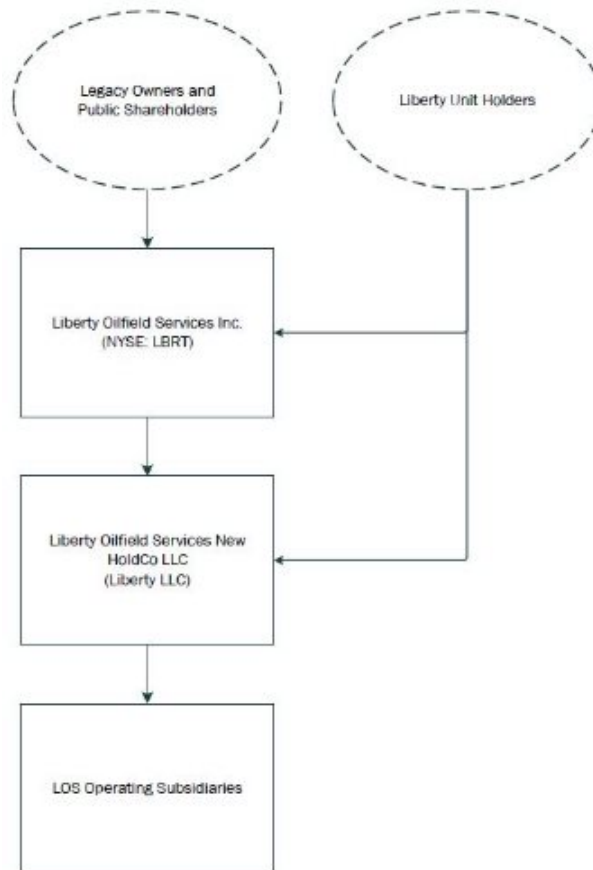 Legacy Owners and
Public Shareholders
Liberty Unit Holders
Liberty Oilfield Services Inc.
(NYSE: LBRT)
Liberty Oilfield Services New
HoldCo LLC
(Liberty LLC)
LOS Operating Subsidiaries